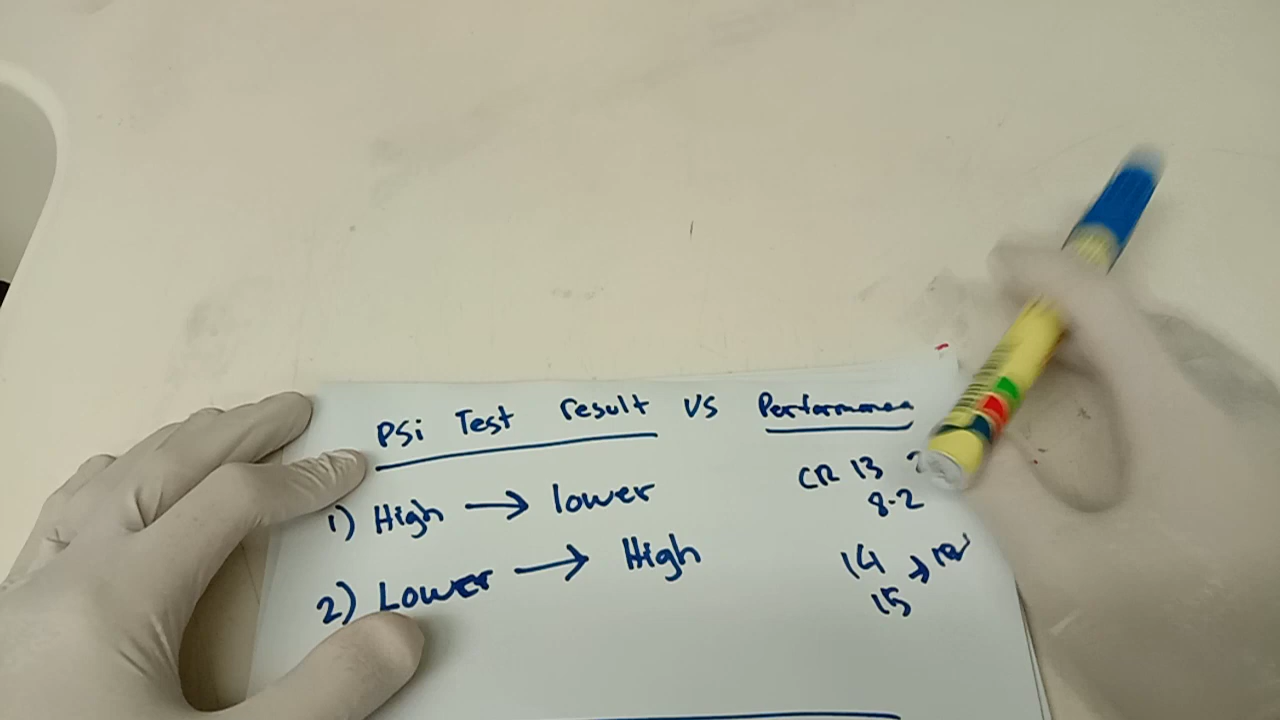 PSi Test result VS Performance
1) High → lower
2) Lower → High
CR 13
8.2
14 →
15